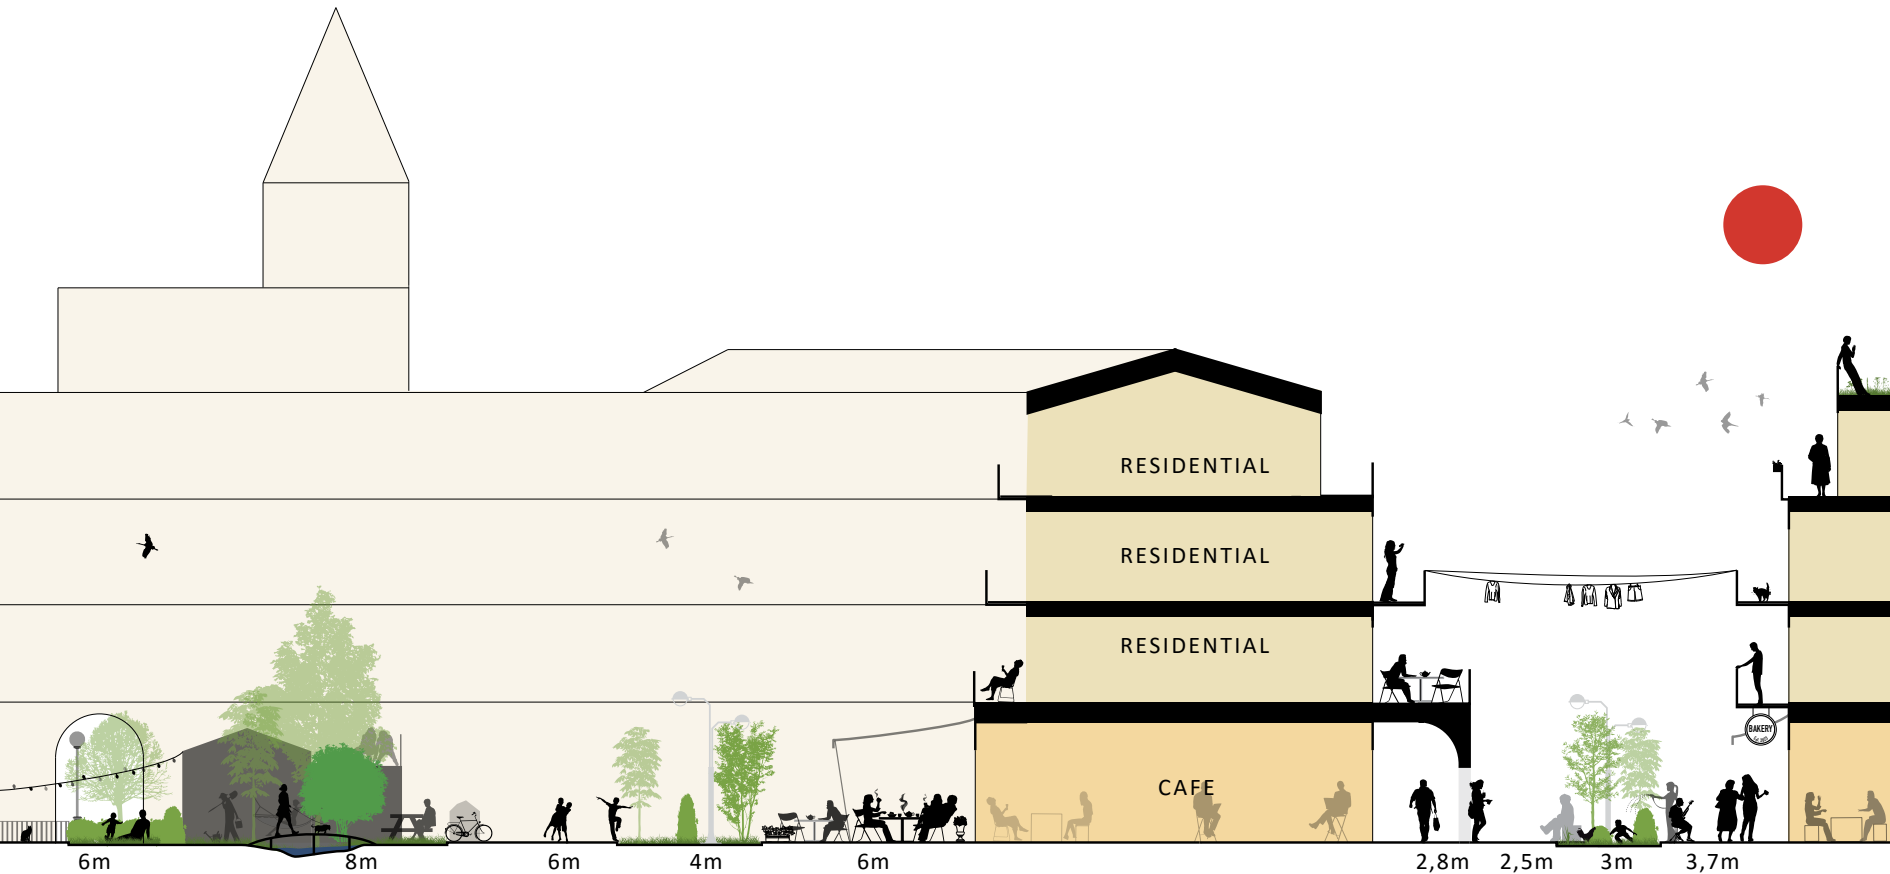 RESIDENTIAL
RESIDENTIAL
RESIDENTIAL
BAKERY
CAFE
6m 8m 6m 4m 6m 2,8m 2,5m 3m 3,7m